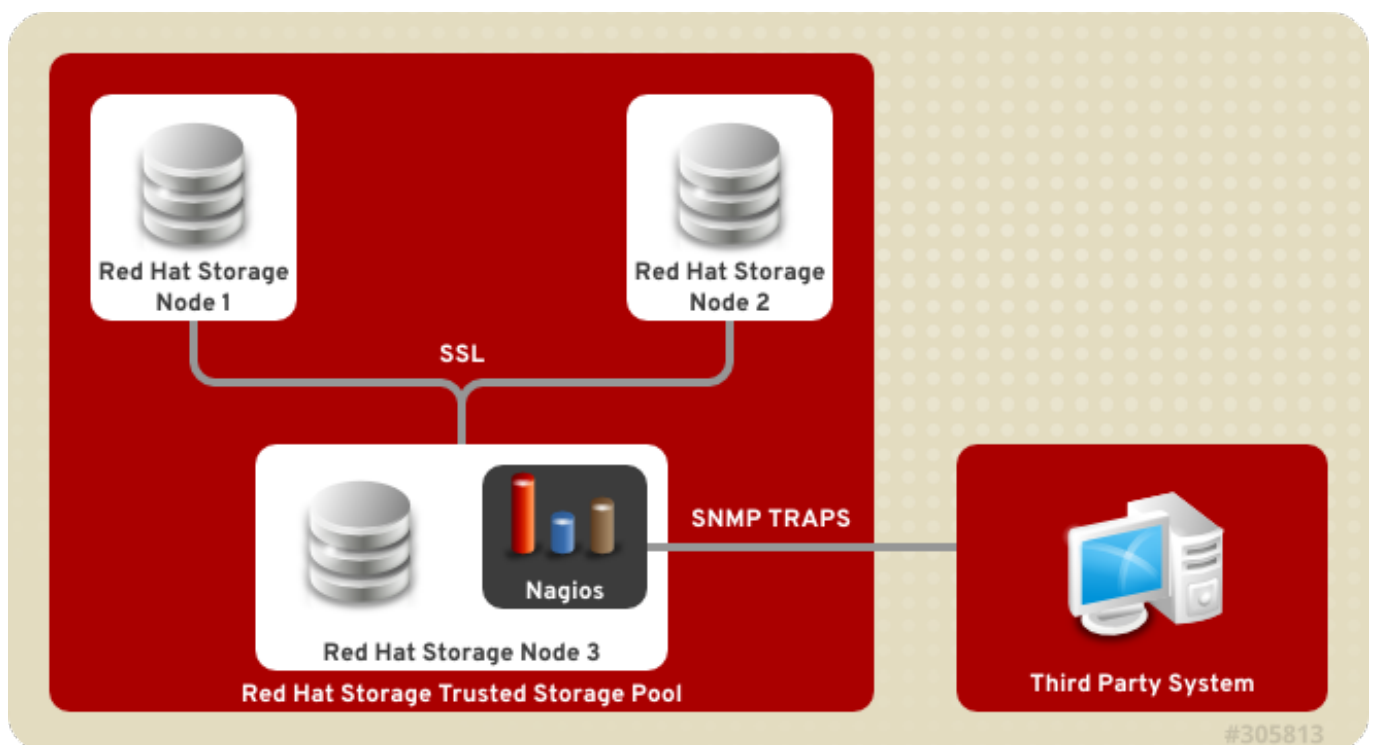 Red Hat Storage
Node 1
Red Hat Storage
Node 2
SSL
SNMP TRAPS
Nagios
Red Hat Storage Node 3
Red Hat Storage Trusted Storage Pool
Third Party System
#305813